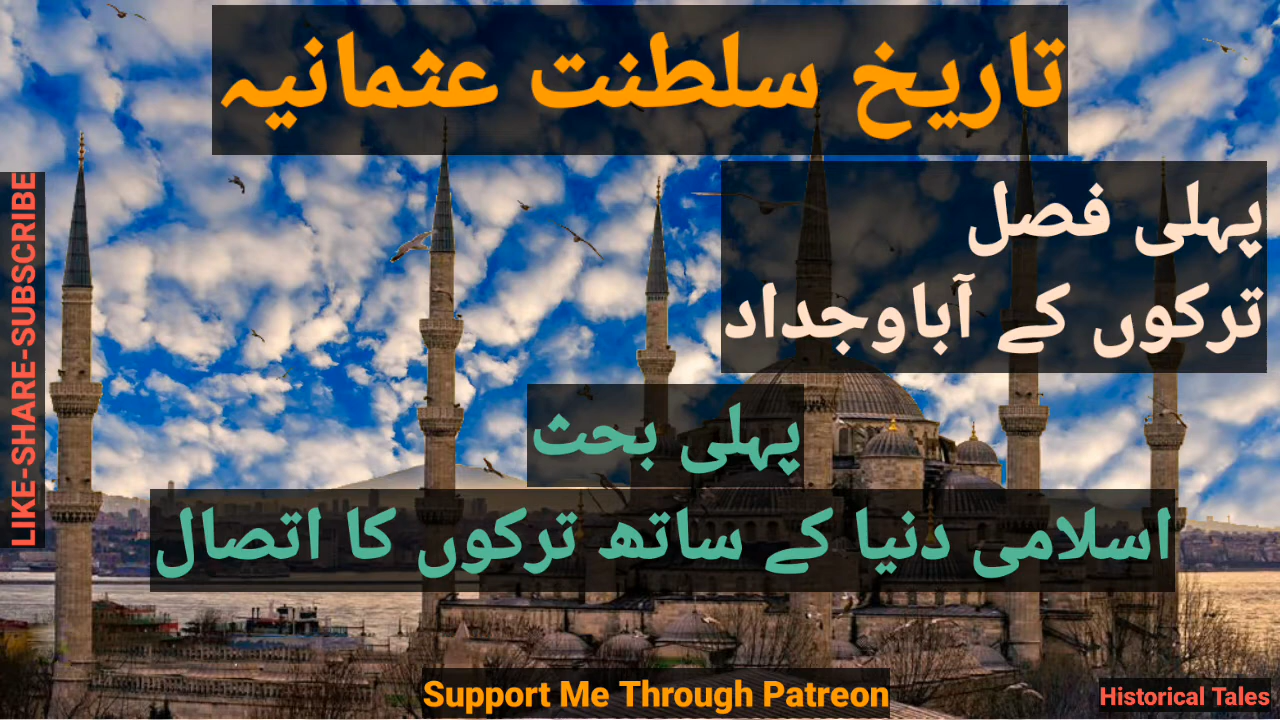 تاریخ سلطنت عثمانیہ
پہلی فصل
ترکوں کے آباوجداد
پہلی بحث
اسلامی دنیا کے ساتھ ترکوں کا اتصال
LIKE-SHARE-SUBSCRIBE
Support Me Through Patreon
Historical Tales